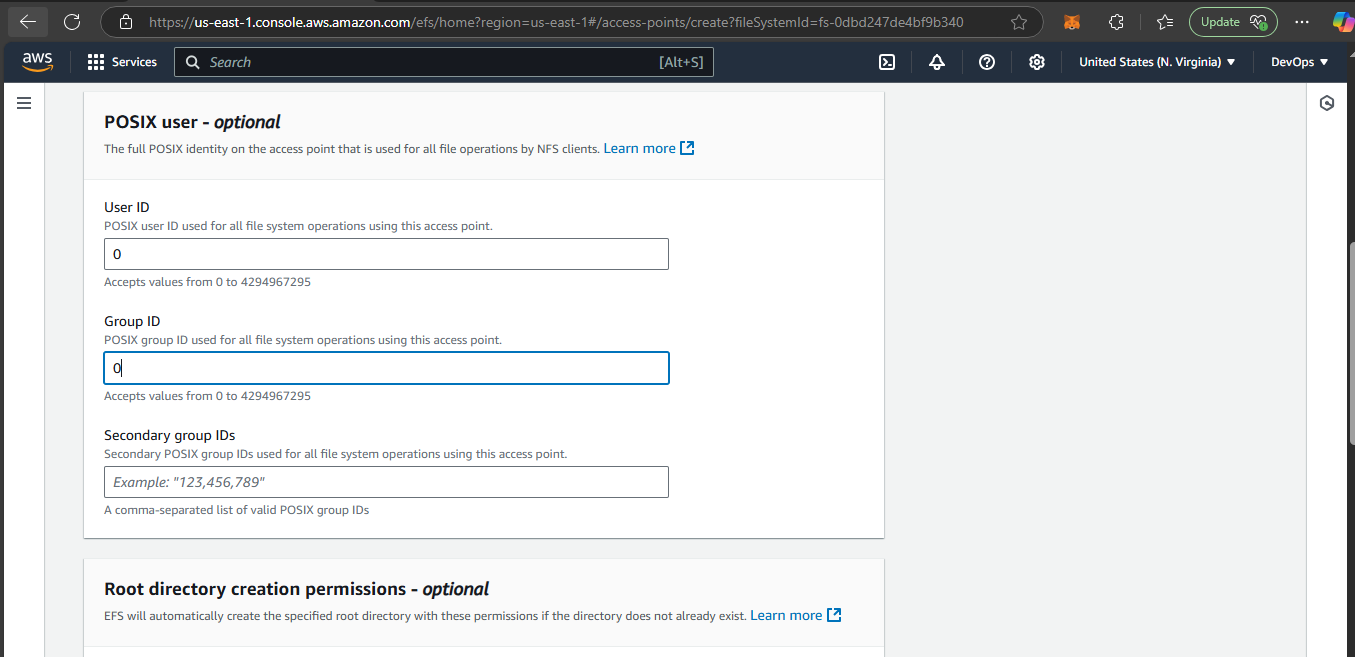 https://us-east-1.console.aws.amazon.com/efs/home?region=us-east-1#/access-points/create?fileSystemId=fs-0dbd247de4bf9b340
Update
aws
Services
Search
[Alt+S]
United States (N. Virginia)
DevOps
POSIX user - optional
The full POSIX identity on the access point that is used for all file operations by NFS clients. Learn more
User ID
POSIX user ID used for all file system operations using this access point.
0
Accepts values from 0 to 4294967295
Group ID
POSIX group ID used for all file system operations using this access point.
0
Accepts values from 0 to 4294967295
Secondary group IDs
Secondary POSIX group IDs used for all file system operations using this access point.
Example: "123,456,789"
A comma-separated list of valid POSIX group IDs
Root directory creation permissions - optional
EFS will automatically create the specified root directory with these permissions if the directory does not already exist. Learn more